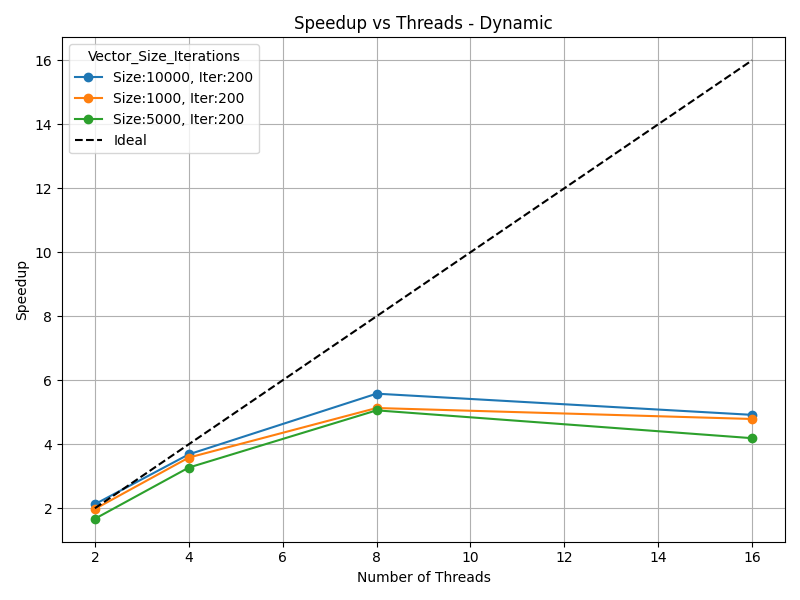 Speedup vs Threads - Dynamic
Vector_Size_Iterations
Size:10000, Iter:200
Size:1000, Iter:200
Size:5000, Iter:200
Ideal
Speedup
16
14
12
10
8
6
4
2
2
4
6
8
10
12
14
16
Number of Threads